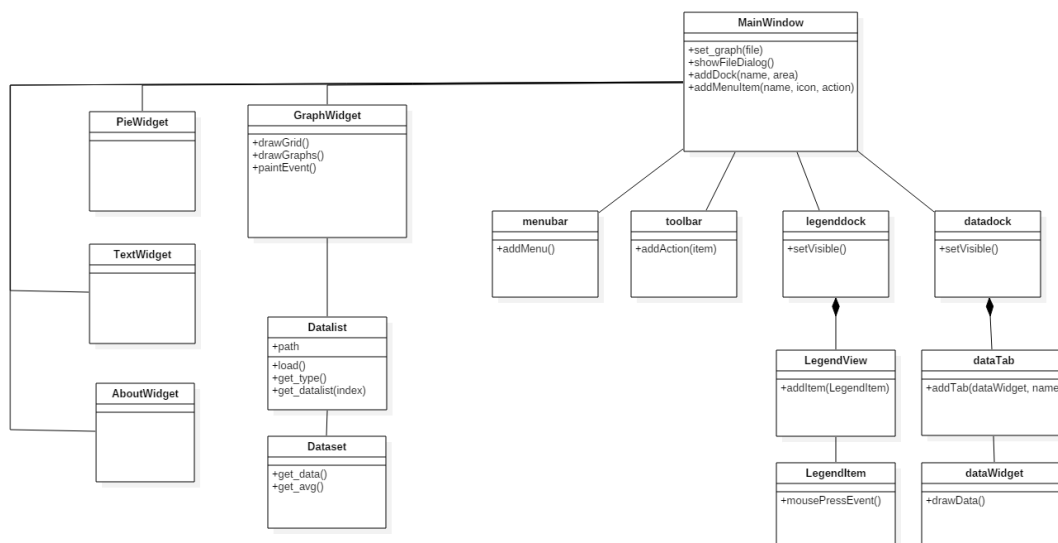 MainWindow
+set_graph(file)
+showFileDialog()
+addDock(name, area)
+addMenuItem(name, icon, action)
PieWidget
GraphWidget
+drawGrid()
+drawGraphs()
+paintEvent()
menubar
+addMenu()
toolbar
+addAction(item)
legenddock
+setVisible()
datadock
+setVisible()
TextWidget
Datalist
+path
+load()
+get_type()
+get_datalist(index)
LegendView
+addItem(LegendItem)
dataTab
+addTab(dataWidget, name
AboutWidget
Dataset
+get_data()
+get_avg()
LegendItem
+mousePressEvent()
dataWidget
+drawData()